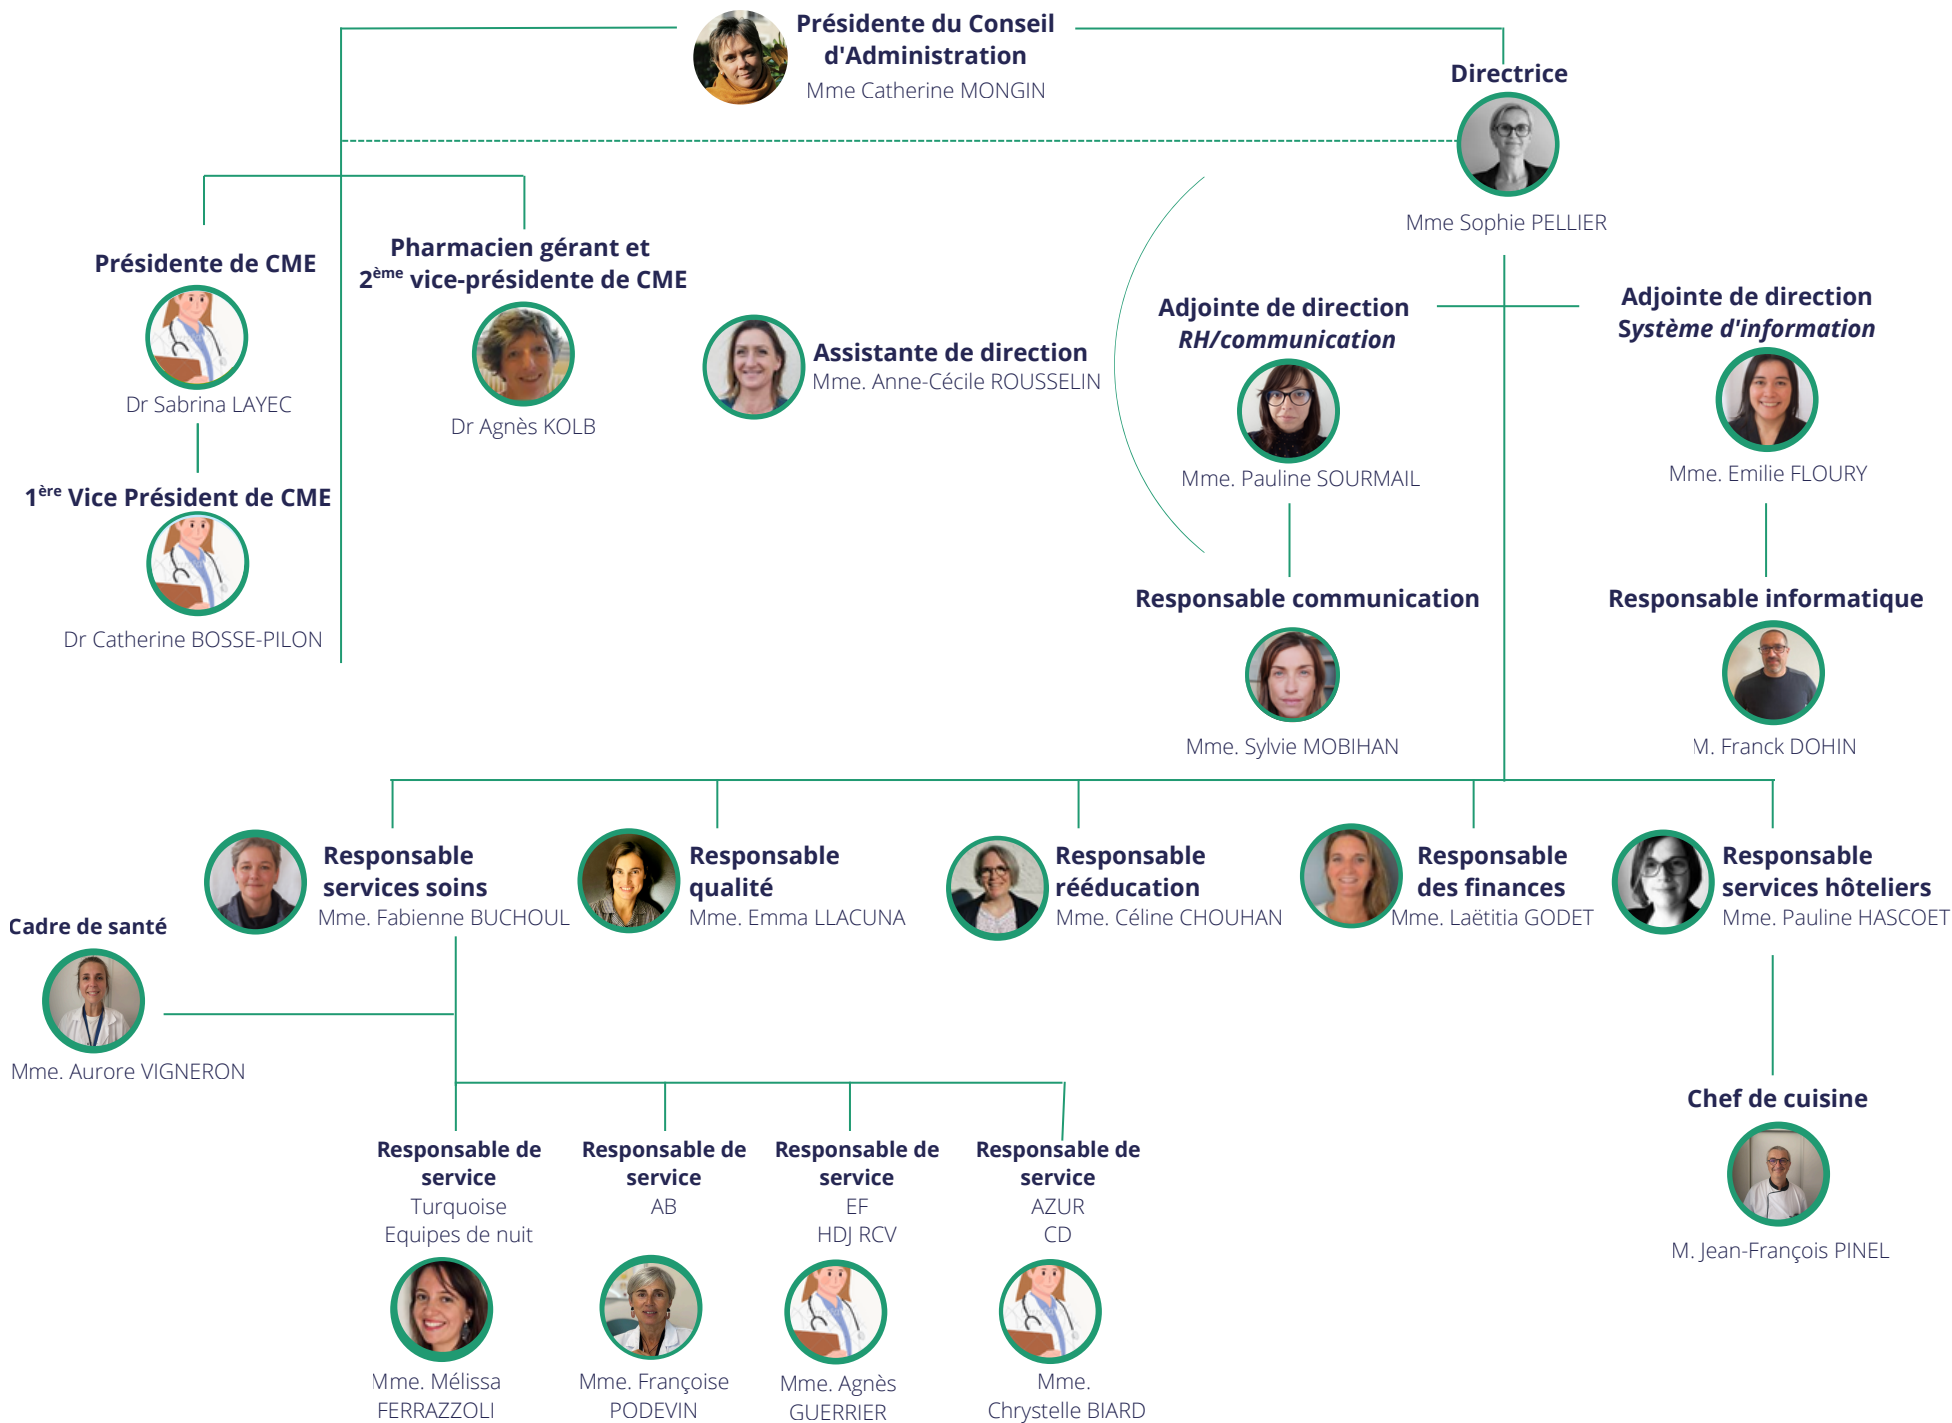 Présidente du Conseil
d'Administration
Mme Catherine MONGIN
Directrice
Mme Sophie PELLIER
Présidente de CME
Dr Sabrina LAYEC
Pharmacien gérant et
2ème vice-présidente de CME
Dr Agnès KOLB
1ère Vice Président de CME
Dr Catherine BOSSE-PILON
Assistante de direction
Mme. Anne-Cécile ROUSSELIN
Adjointe de direction
RH/communication
Mme. Pauline SOURMAIL
Adjointe de direction
Système d'information
Mme. Emilie FLOURY
Responsable communication
Mme. Sylvie MOBIHAN
Responsable informatique
M. Franck DOHIN
Responsable
services soins
Mme. Fabienne BUCHOUL
Responsable
qualité
Mme. Emma LLACUNA
Responsable
rééducation
Mme. Céline CHOUHAN
Responsable
des finances
Mme. Laëtitia GODET
Responsable
services hôteliers
Mme. Pauline HASCOET
Cadre de santé
Mme. Aurore VIGNERON
Chef de cuisine
M. Jean-François PINEL
Responsable de
service
Turquoise
Equipes de nuit
Mme. Mélissa
FERRAZZOLI
Responsable de
service
AB
Mme. Françoise
PODEVIN
Responsable de
service
EF
HDJ RCV
Mme. Agnès
GUERRIER
Responsable de
service
AZUR
CD
Mme.
Chrystelle BIARD